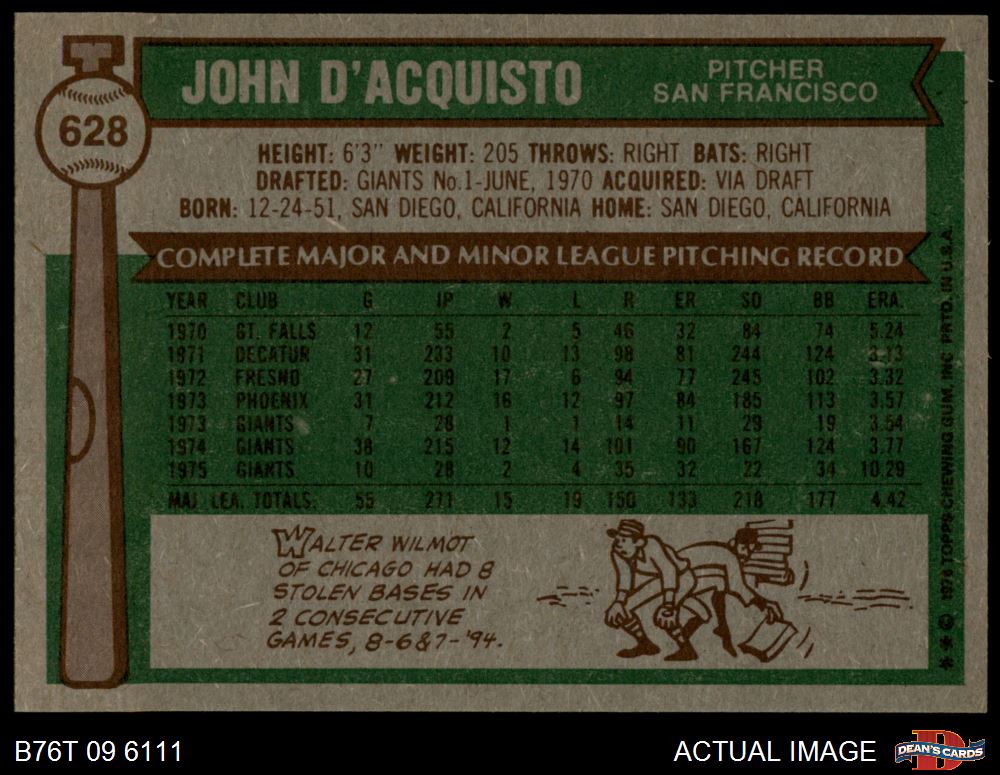 JOHN D'ACQUISTO
PITCHER
SAN FRANCISCO
628
HEIGHT: 6'3" WEIGHT: 205 THROWS: RIGHT BATS: RIGHT
DRAFTED: GIANTS No.1-JUNE, 1970 ACQUIRED: VIA DRAFT
BORN: 12-24-51, SAN DIEGO, CALIFORNIA HOME: SAN DIEGO, CALIFORNIA
COMPLETE MAJOR AND MINOR LEAGUE PITCHING RECORD
YEAR CLUB G IP W L R ER SO BB ERA.
1970 GT. FALLS 12 55 2 5 46 32 84 74 5.24
1971 DECATUR 31 233 10 13 98 81 244 124 3.13
1972 FRESNO 27 209 17 6 94 77 245 102 3.32
1973 PHOENIX 31 212 16 12 97 84 185 113 3.57
1973 GIANTS 7 28 1 1 14 11 29 19 3.54
1974 GIANTS 38 215 12 14 101 90 167 124 3.77
1975 GIANTS 10 28 2 4 35 32 22 34 10.29
MAJ. LEA. TOTALS. 55 271 15 19 150 133 218 177 4.42
WALTER WILMOT
OF CHICAGO HAD 8
STOLEN BASES IN
2 CONSECUTIVE
GAMES, 8-6&7-'94.
* * © 1976 TOPPS CHEWING GUM, INC PRTD. IN U.S.A.
B76T 09 6111
ACTUAL IMAGE
D
DEAN'S CARDS